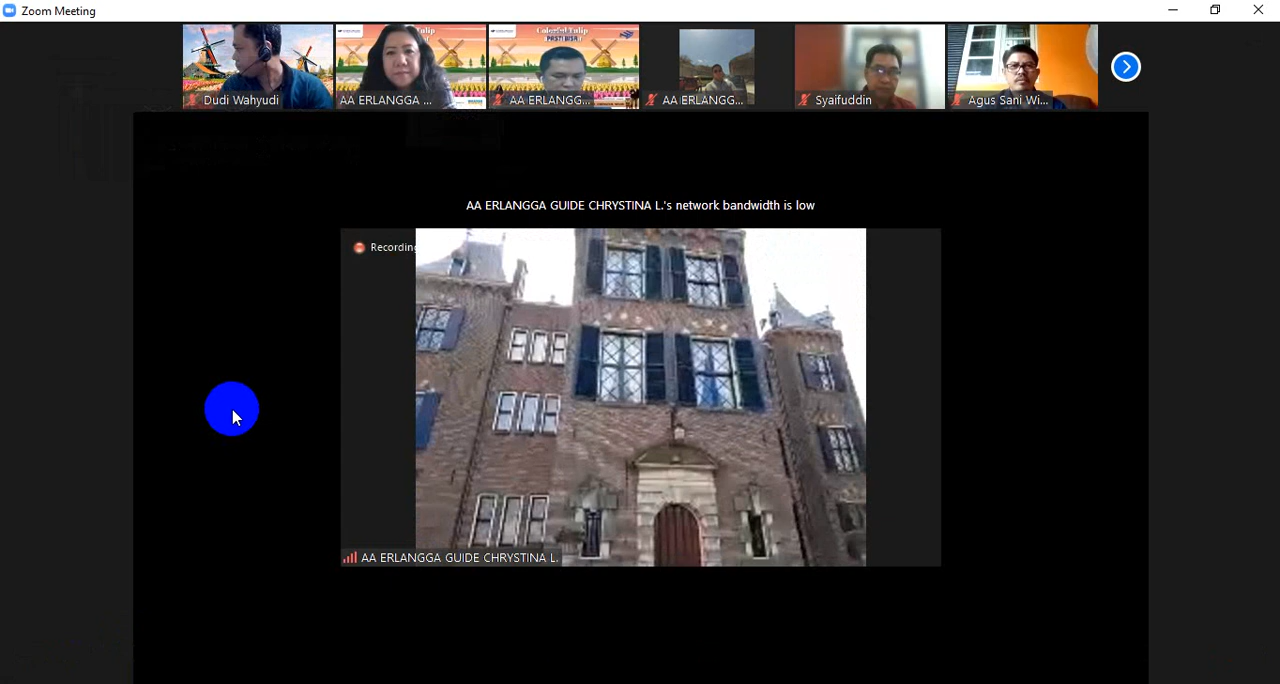 Zoom Meeting
Dudi Wahyudi
AA ERLANGGA ...
AA ERLANGG...
AA ERLANGG...
Syaifuddin
Agus Sani Wi...
AA ERLANGGA GUIDE CHRYSTINA L.'s network bandwidth is low
Recording
AA ERLANGGA GUIDE CHRYSTINA L.